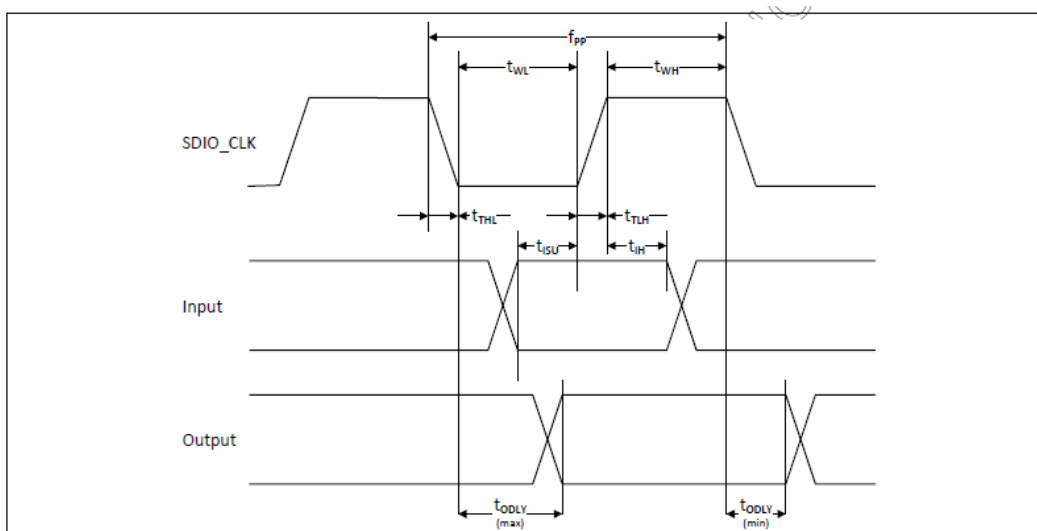 fPP
tWL
tWH
SDIO_CLK
tTHL
tTLH
tISU
tIH
Input
Output
tODLY
(max)
tODLY
(min)